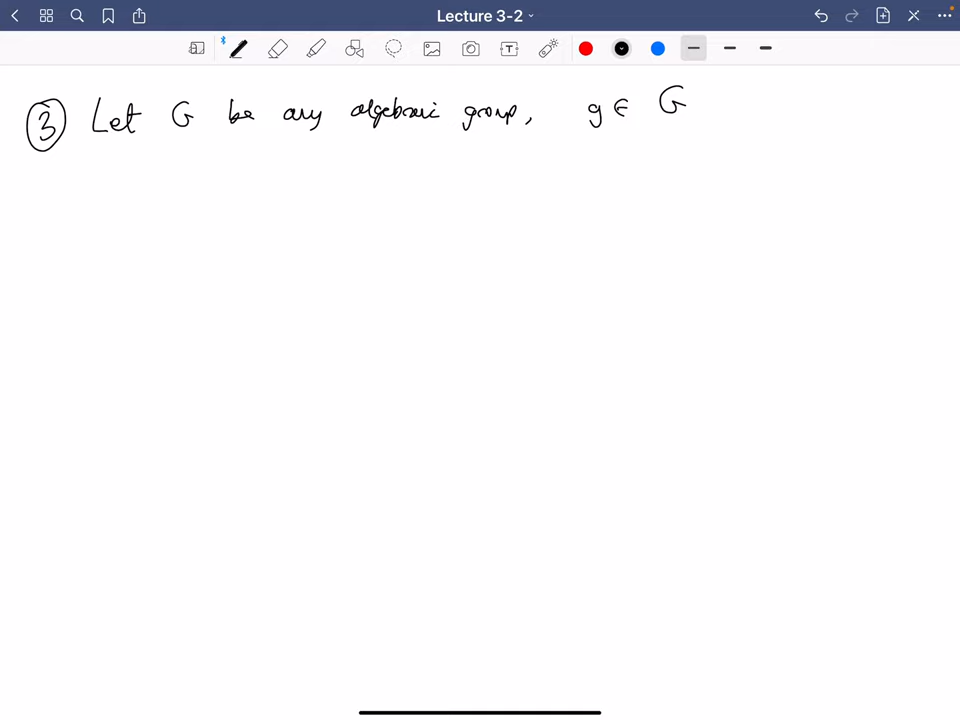 Lecture 3-2
③ Let G be any algebraic group, g ∈ G